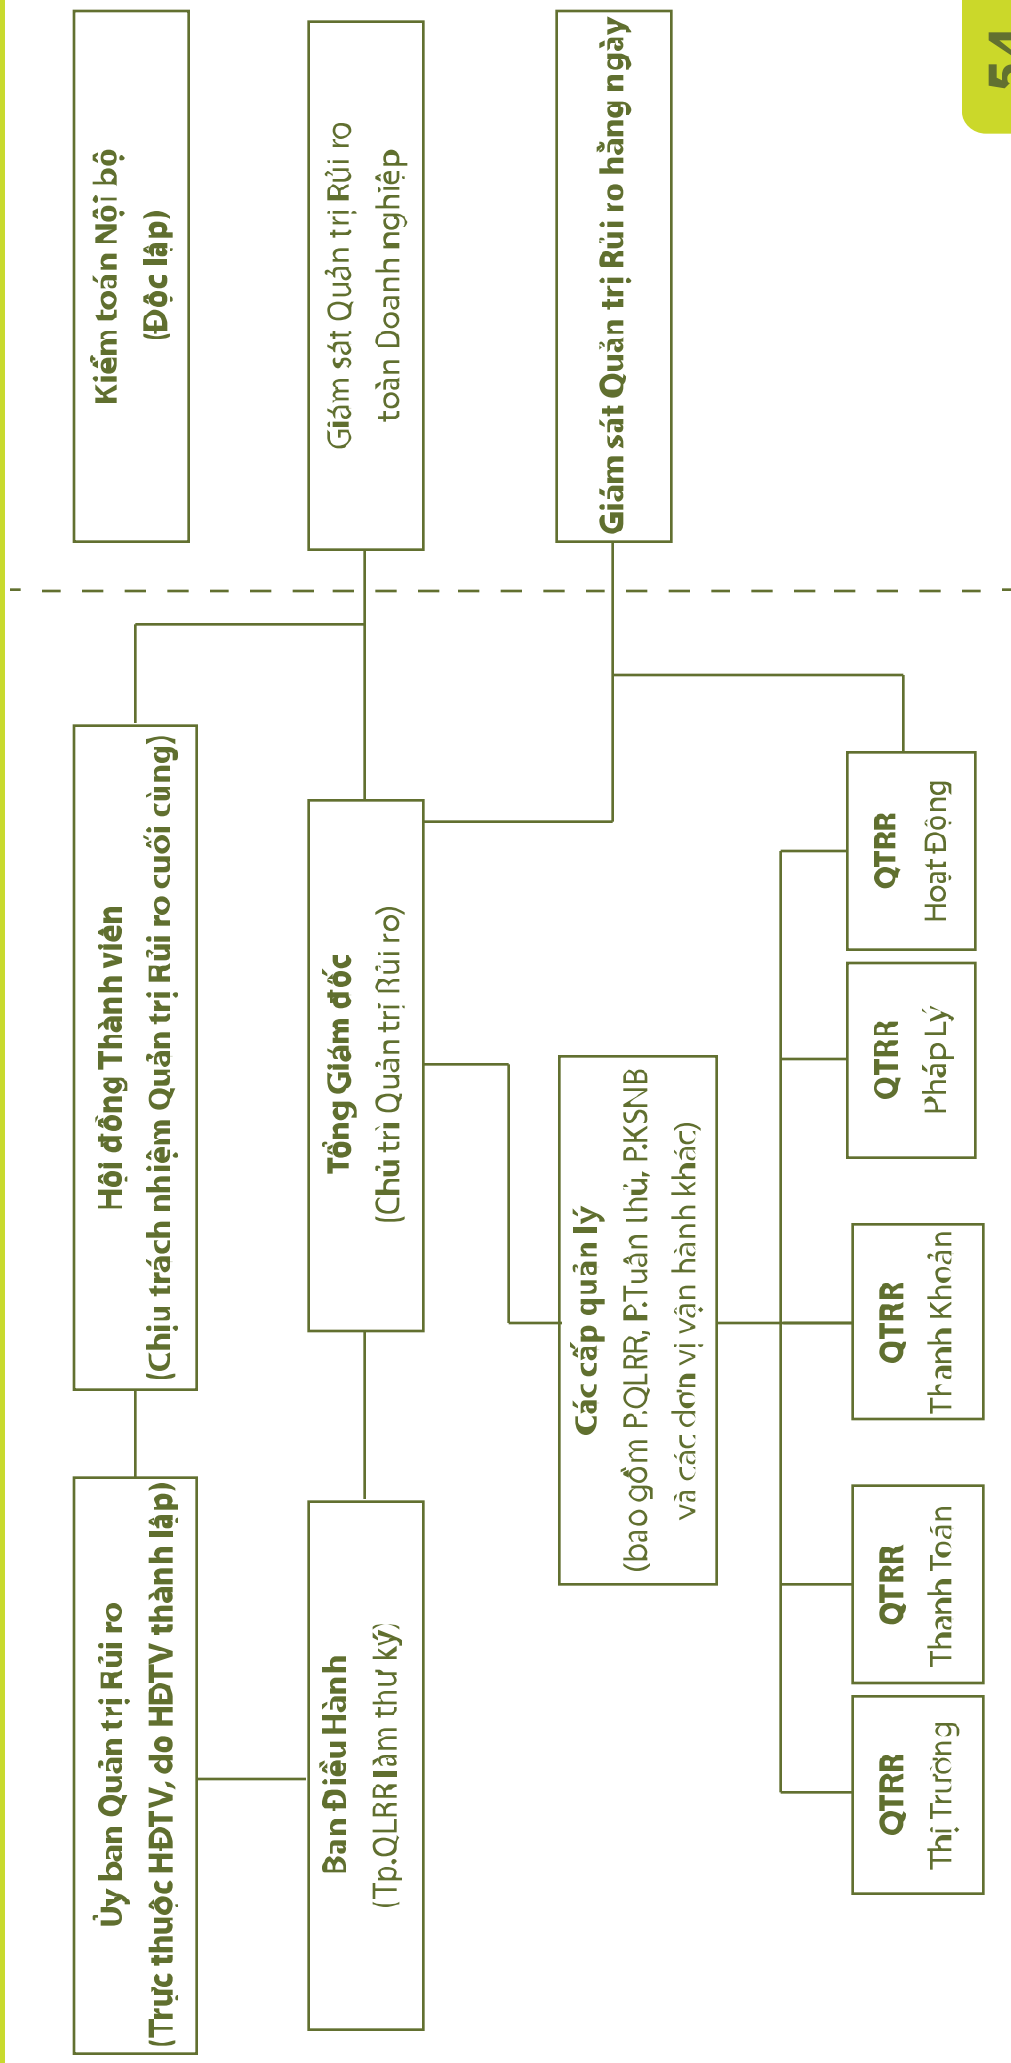 Ủy ban Quản trị Rủi ro
(Trực thuộc HĐTV, do HĐTV thành lập)
Hội đồng Thành viên
(Chịu trách nhiệm Quản trị Rủi ro cuối cùng)
Kiểm toán Nội bộ
(Độc lập)
Ban Điều Hành
(Tp.QLRR làm thư ký)
Tổng Giám đốc
(Chủ trì Quản trị Rủi ro)
Giám sát Quản trị Rủi ro
toàn Doanh nghiệp
Các cấp quản lý
(bao gồm P.QLRR, P.Tuân thủ, P.KSNB
và các đơn vị vận hành khác)
Giám sát Quản trị Rủi ro hằng ngày
QTRR
Thị Trường
QTRR
Thanh Toán
QTRR
Thanh Khoản
QTRR
Pháp Lý
QTRR
Hoạt Động
54